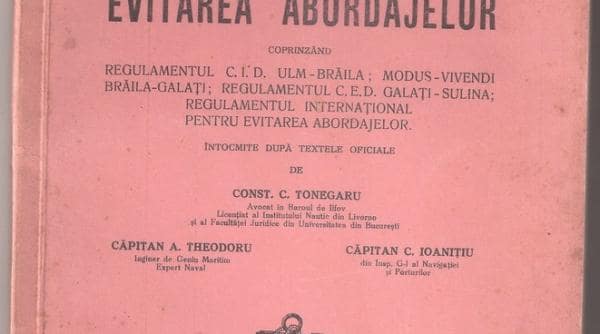 EVITAREA ABORDAJELOR
COPRINZÂND
REGULAMENTUL C.I.D. ULM-BRĂILA; MODUS-VIVENDI
BRĂILA-GALAȚI; REGULAMENTUL C.E.D. GALAȚI-SULINA;
REGULAMENTUL INTERNAȚIONAL
PENTRU EVITAREA ABORDAJELOR.
ÎNTOCMITE DUPĂ TEXTELE OFICIALE
DE
CONST. C. TONEGARU
Avocat în Baroul de Ilfov
Licențiat al Institutului Nautic din Livorno
și al Facultății Juridice din Universitatea din București
CĂPITAN A. THEODORU
Inginer de Geniu Maritim
Expert Naval
CĂPITAN C. IOANIȚIU
din Insp. G-l al Navigației
și Porturilor